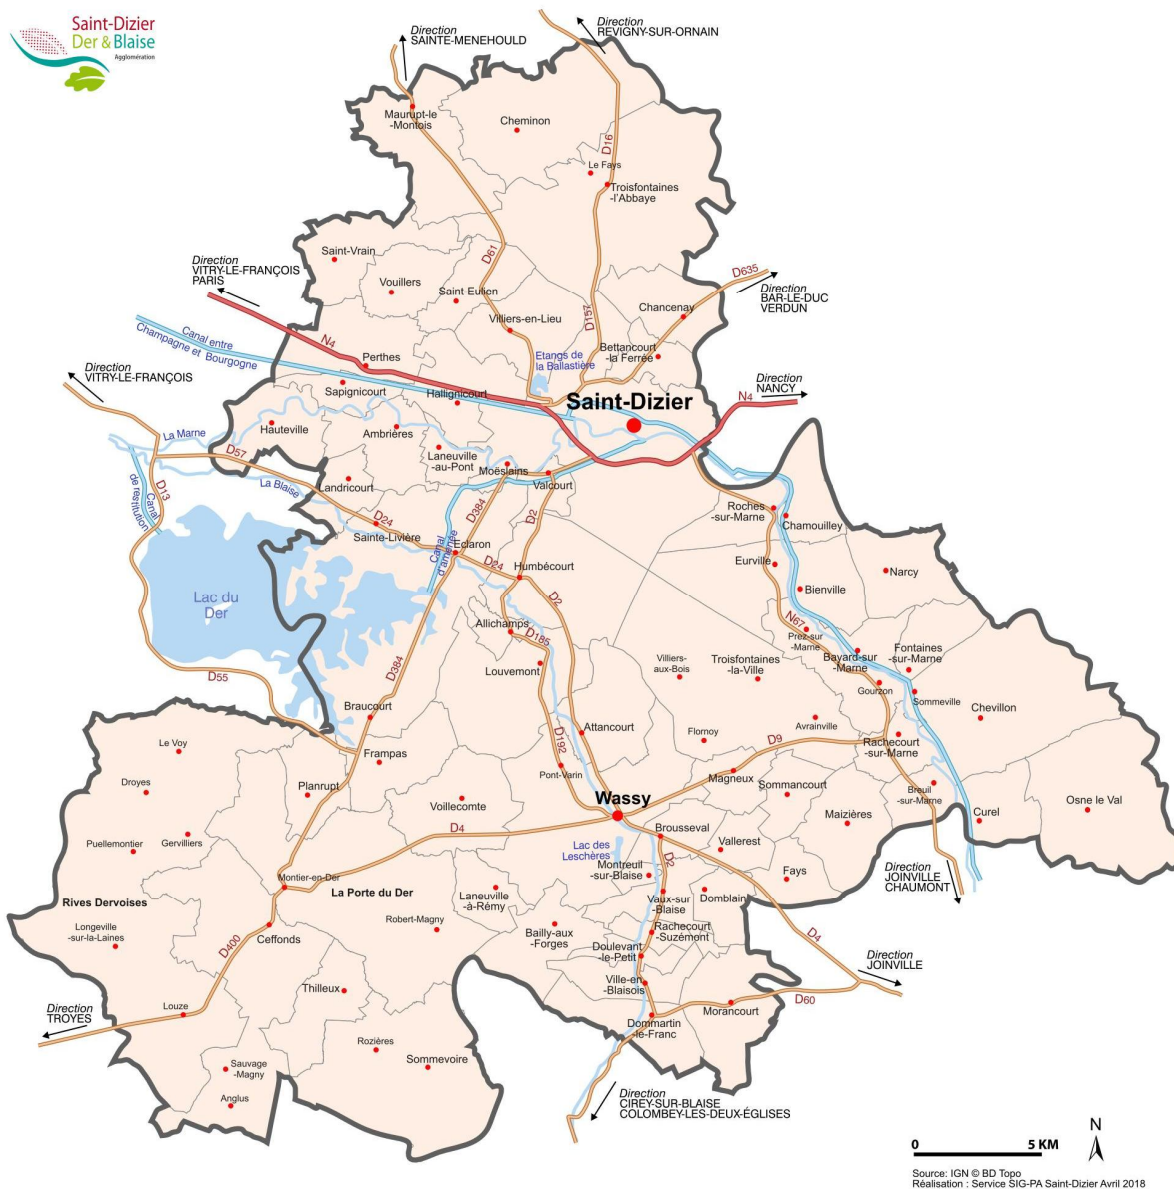 Saint-Dizier
Der & Blaise
Agglomération
Direction
SAINTE-MENEHOULD
Direction
REVIGNY-SUR-ORNAIN
Maurupt-le
-Montois
Cheminon
D16
Le Fays
Troisfontaines
-l'Abbaye
Saint-Vrain
D61
Direction
VITRY-LE-FRANÇOIS
PARIS
Vouillers
Saint-Eulien
D635
Direction
BAR-LE-DUC
VERDUN
Chancenay
Villiers-en-Lieu
D157
Canal entre
Champagne et Bourgogne
N4
Perthes
Etangs de
la Ballastière
Bettancourt
-la Ferrée
Direction
VITRY-LE-FRANÇOIS
Sapignicourt
Hallignicourt
Saint-Dizier
Direction
NANCY
N4
Hauteville
Ambrières
La Marne
D57
Laneuville
-au-Pont
Moëslains
Valcourt
La Blaise
Landricourt
D13
Canal
de restitution
D384
D2
D24
Sainte-Livière
Canal
d'amenée
Eclaron
D24
Humbécourt
D2
Roches
-sur-Marne
Chamouilley
Eurville
Narcy
Bienville
Lac du
Der
Allichamps
D185
Louvemont
N67
Prez-sur
-Marne
Bayard-sur
-Marne
Fontaines
-sur-Marne
Villiers-
aux-Bois
Troisfontaines
-la-Ville
Gourzon
Sommeville
Chevillon
D55
D384
Braucourt
Avrainville
Attancourt
Flornoy
D9
Rachecourt
-sur-Marne
Le Voy
Frampas
D192
Pont-Varin
Magneux
Droyes
Planrupt
Sommancourt
Breuil
-sur-Marne
Voillecomte
Wassy
Maizières
Curel
Osne le Val
D4
Brousseval
Puellemontier
Gervilliers
Lac des
Leschères
Vallerest
D2
Montreuil
-sur-Blaise
Fays
Direction
JOINVILLE
CHAUMONT
Montier-en-Der
La Porte du Der
Laneuville
-à-Rémy
Vaux-sur
-Blaise
Domblain
Rives Dervoises
Robert-Magny
Longeville
-sur-la-Laines
D400
Ceffonds
Bailly-aux
-Forges
Rachecourt
-Suzémont
D4
Doulevant
-le-Petit
Direction
JOINVILLE
Thilleux
Ville-en
-Blaisois
D60
Direction
TROYES
Louze
Morancourt
Dommartin
-le-Franc
Rozières
Sommevoire
Sauvage
-Magny
Anglus
Direction
CIREY-SUR-BLAISE
COLOMBEY-LES-DEUX-ÉGLISES
N
0 5 KM
Source: IGN © BD Topo
Réalisation : Service SIG-PA Saint-Dizier Avril 2018